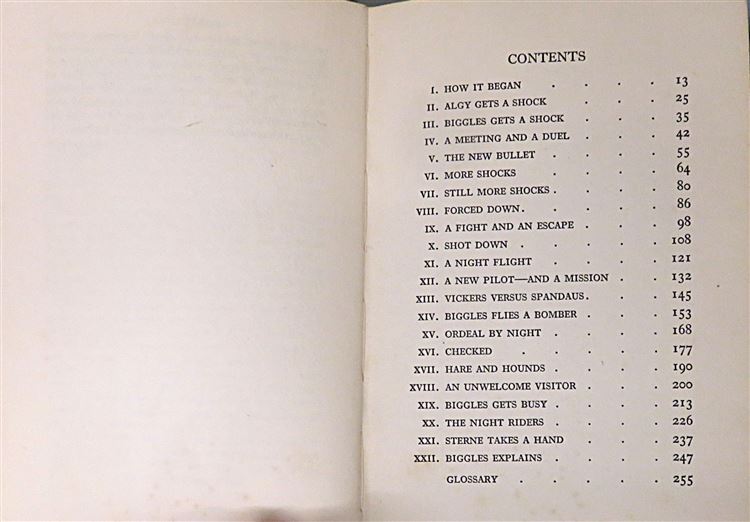 CONTENTS
I. HOW IT BEGAN . . . . 13
II. ALGY GETS A SHOCK . . . 25
III. BIGGLES GETS A SHOCK . . . 35
IV. A MEETING AND A DUEL . . . 42
V. THE NEW BULLET . . . . 55
VI. MORE SHOCKS . . . . 64
VII. STILL MORE SHOCKS . . . . 80
VIII. FORCED DOWN. . . . . 86
IX. A FIGHT AND AN ESCAPE . . . 98
X. SHOT DOWN . . . . . 108
XI. A NIGHT FLIGHT . . . . 121
XII. A NEW PILOT—AND A MISSION . . 132
XIII. VICKERS VERSUS SPANDAUS . . . 145
XIV. BIGGLES FLIES A BOMBER . . . 153
XV. ORDEAL BY NIGHT . . . . 168
XVI. CHECKED . . . . . 177
XVII. HARE AND HOUNDS . . . . 190
XVIII. AN UNWELCOME VISITOR . . . 200
XIX. BIGGLES GETS BUSY . . . . 213
XX. THE NIGHT RIDERS . . . . 226
XXI. STERNE TAKES A HAND . . . 237
XXII. BIGGLES EXPLAINS . . . . 247
GLOSSARY . . . . . 255